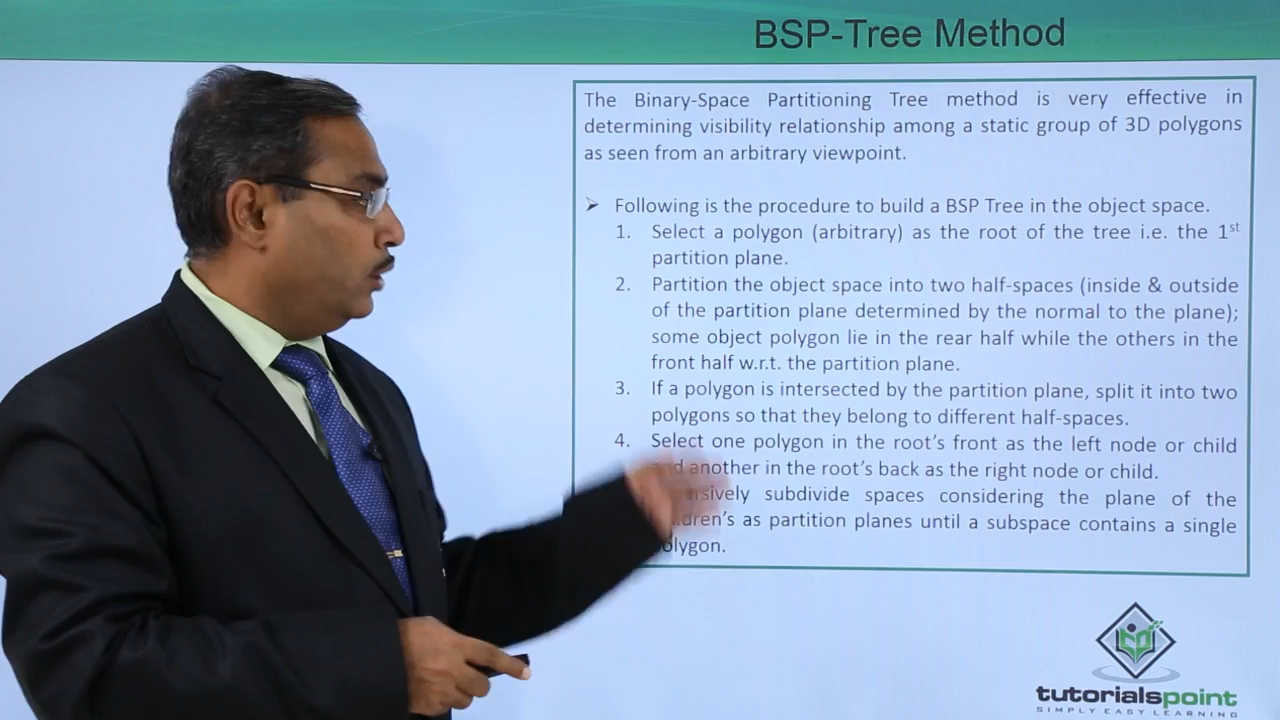 BSP-Tree Method
The Binary-Space Partitioning Tree method is very effective in
determining visibility relationship among a static group of 3D polygons
as seen from an arbitrary viewpoint.
➢ Following is the procedure to build a BSP Tree in the object space.
1. Select a polygon (arbitrary) as the root of the tree i.e. the 1st
partition plane.
2. Partition the object space into two half-spaces (inside & outside
of the partition plane determined by the normal to the plane);
some object polygon lie in the rear half while the others in the
front half w.r.t. the partition plane.
3. If a polygon is intersected by the partition plane, split it into two
polygons so that they belong to different half-spaces.
4. Select one polygon in the root's front as the left node or child
another in the root's back as the right node or child.
subdivide spaces considering the plane of the
as partition planes until a subspace contains a single
tutorialspoint
SIMPLY EASY LEARNING